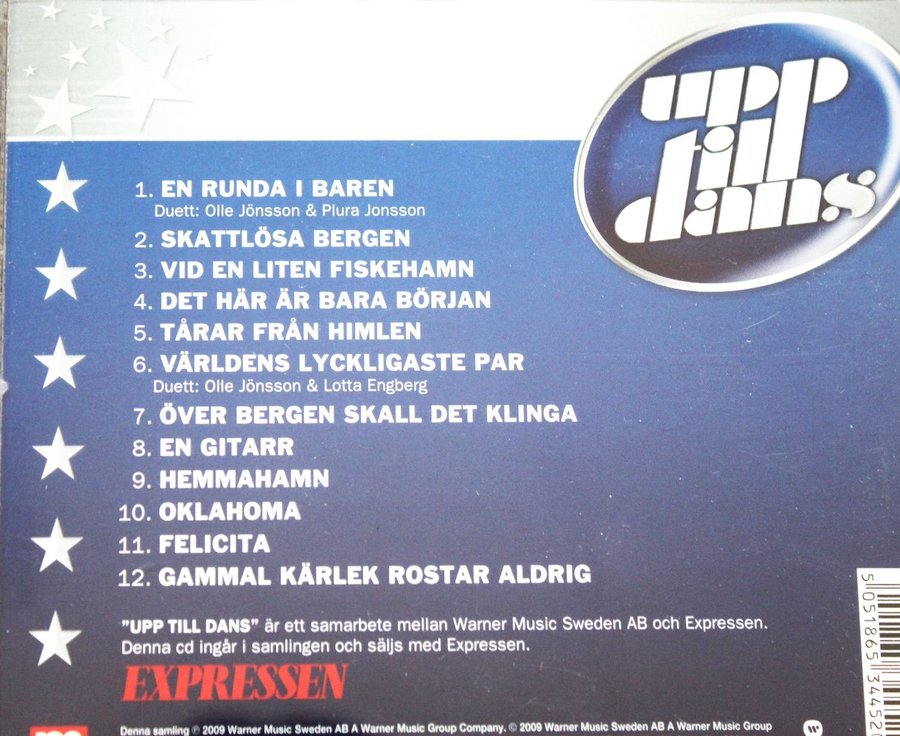 upp
till
dans
1. EN RUNDA I BAREN
Duett: Olle Jönsson & Plura Jonsson
2. SKATTLÖSA BERGEN
3. VID EN LITEN FISKEHAMN
4. DET HÄR ÄR BARA BÖRJAN
5. TÅRAR FRÅN HIMLEN
6. VÄRLDENS LYCKLIGASTE PAR
Duett: Olle Jönsson & Lotta Engberg
7. ÖVER BERGEN SKALL DET KLINGA
8. EN GITARR
9. HEMMAHAMN
10. OKLAHOMA
11. FELICITA
12. GAMMAL KÄRLEK ROSTAR ALDRIG
"UPP TILL DANS" är ett samarbete mellan Warner Music Sweden AB och Expressen.
Denna cd ingår i samlingen och säljs med Expressen.
EXPRESSEN
Denna samling ℗ 2009 Warner Music Sweden AB A Warner Music Group Company. © 2009 Warner Music Sweden AB A Warner Music Group
5 051865 34452